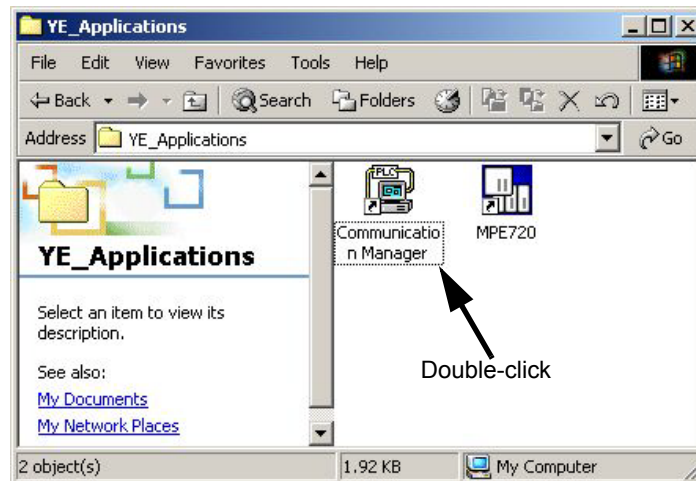 YE_Applications
File Edit View Favorites Tools Help
Back Search Folders
Address YE_Applications Go
PLC
Communicatio
n Manager
MPE720
YE_Applications
Select an item to view its
description.
See also:
My Documents
My Network Places
Double-click
2 object(s) 1.92 KB My Computer